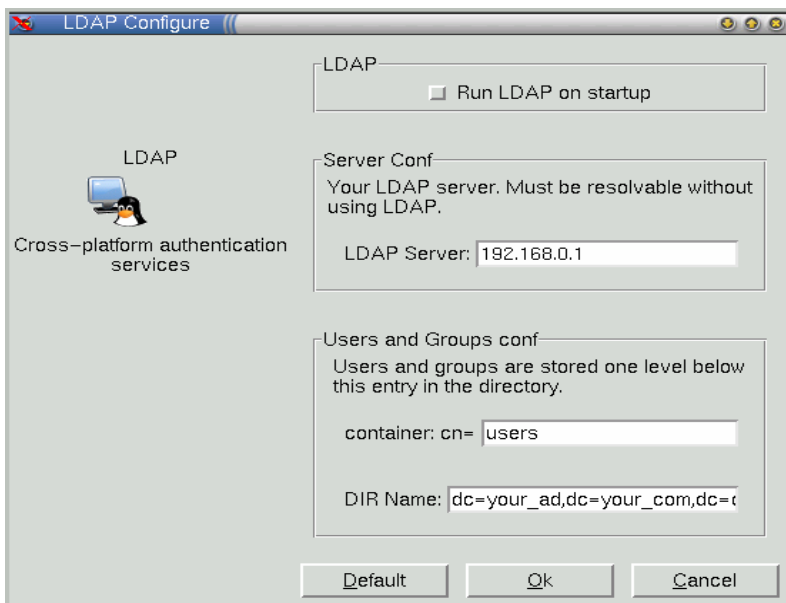 LDAP Configure
LDAP
Run LDAP on startup
LDAP
Cross-platform authentication
services
Server Conf
Your LDAP server. Must be resolvable without
using LDAP.
LDAP Server: 192.168.0.1
Users and Groups conf
Users and groups are stored one level below
this entry in the directory.
container: cn= users
DIR Name: dc=your_ad,dc=your_com,dc=
Default Ok Cancel